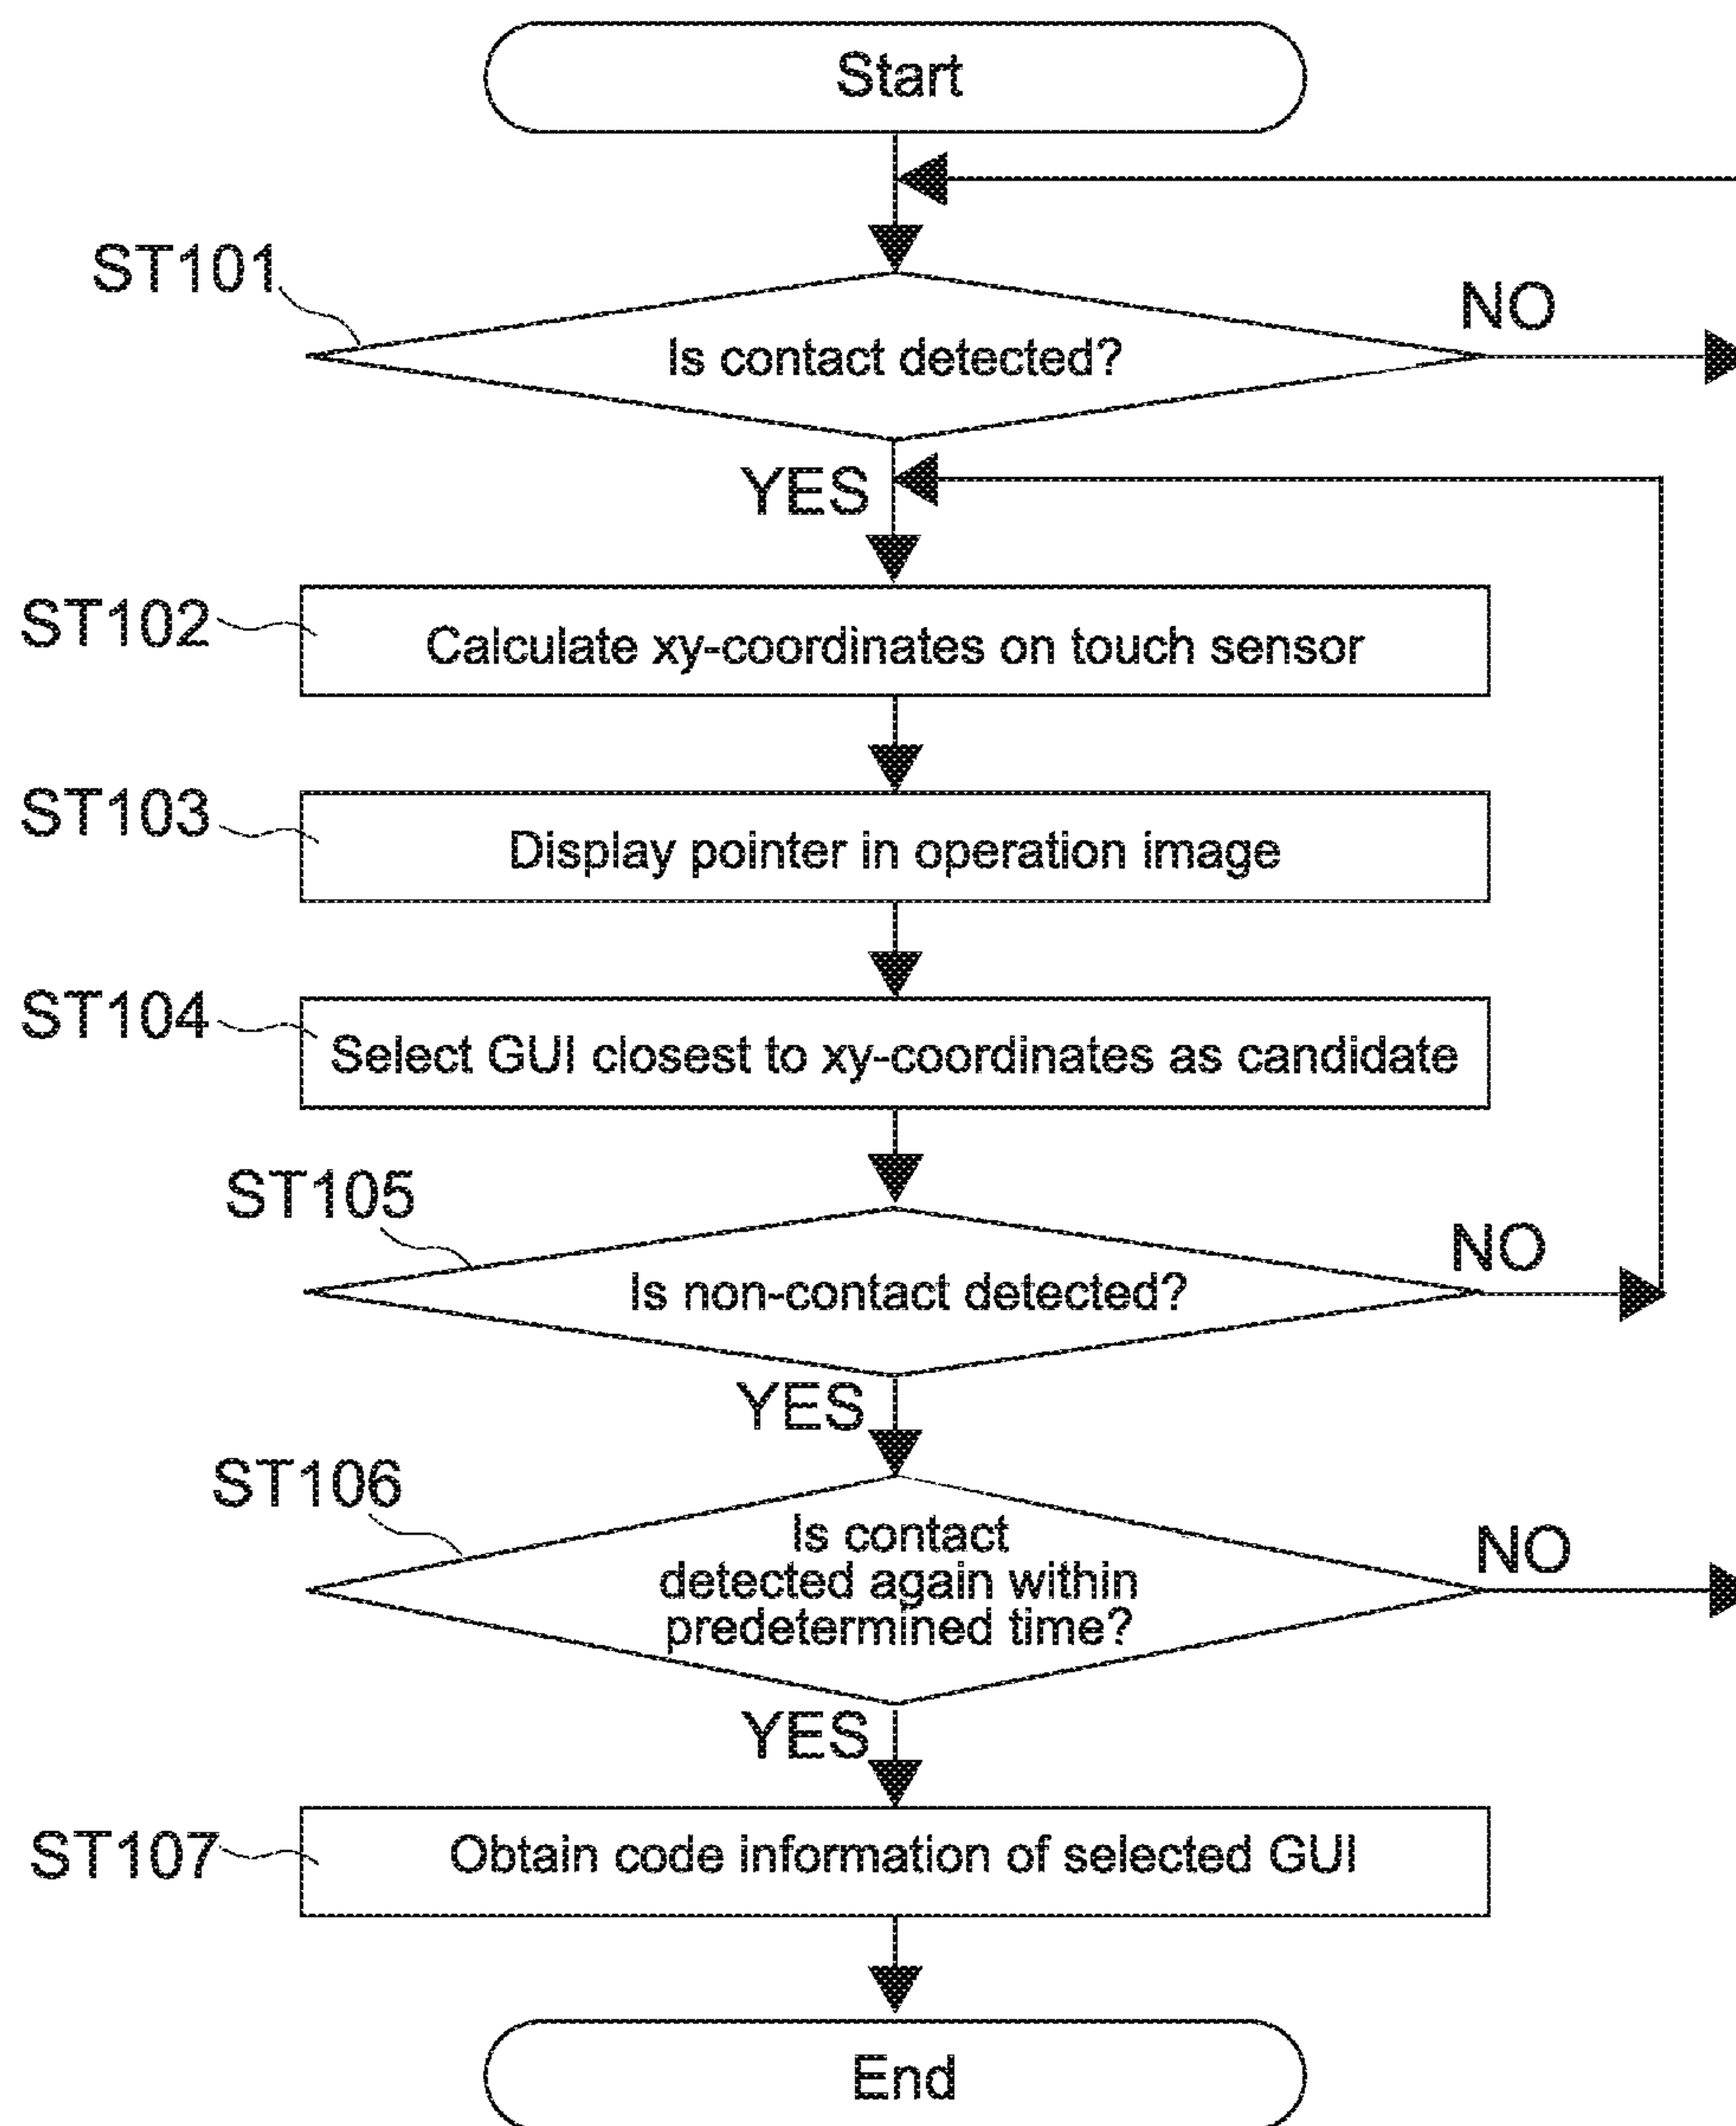 Start
ST101
Is contact detected?
NO
YES
ST102
Calculate xy-coordinates on touch sensor
ST103
Display pointer in operation image
ST104
Select GUI closest to xy-coordinates as candidate
ST105
Is non-contact detected?
NO
YES
ST106
Is contact
detected again within
predetermined time?
NO
YES
ST107
Obtain code information of selected GUI
End